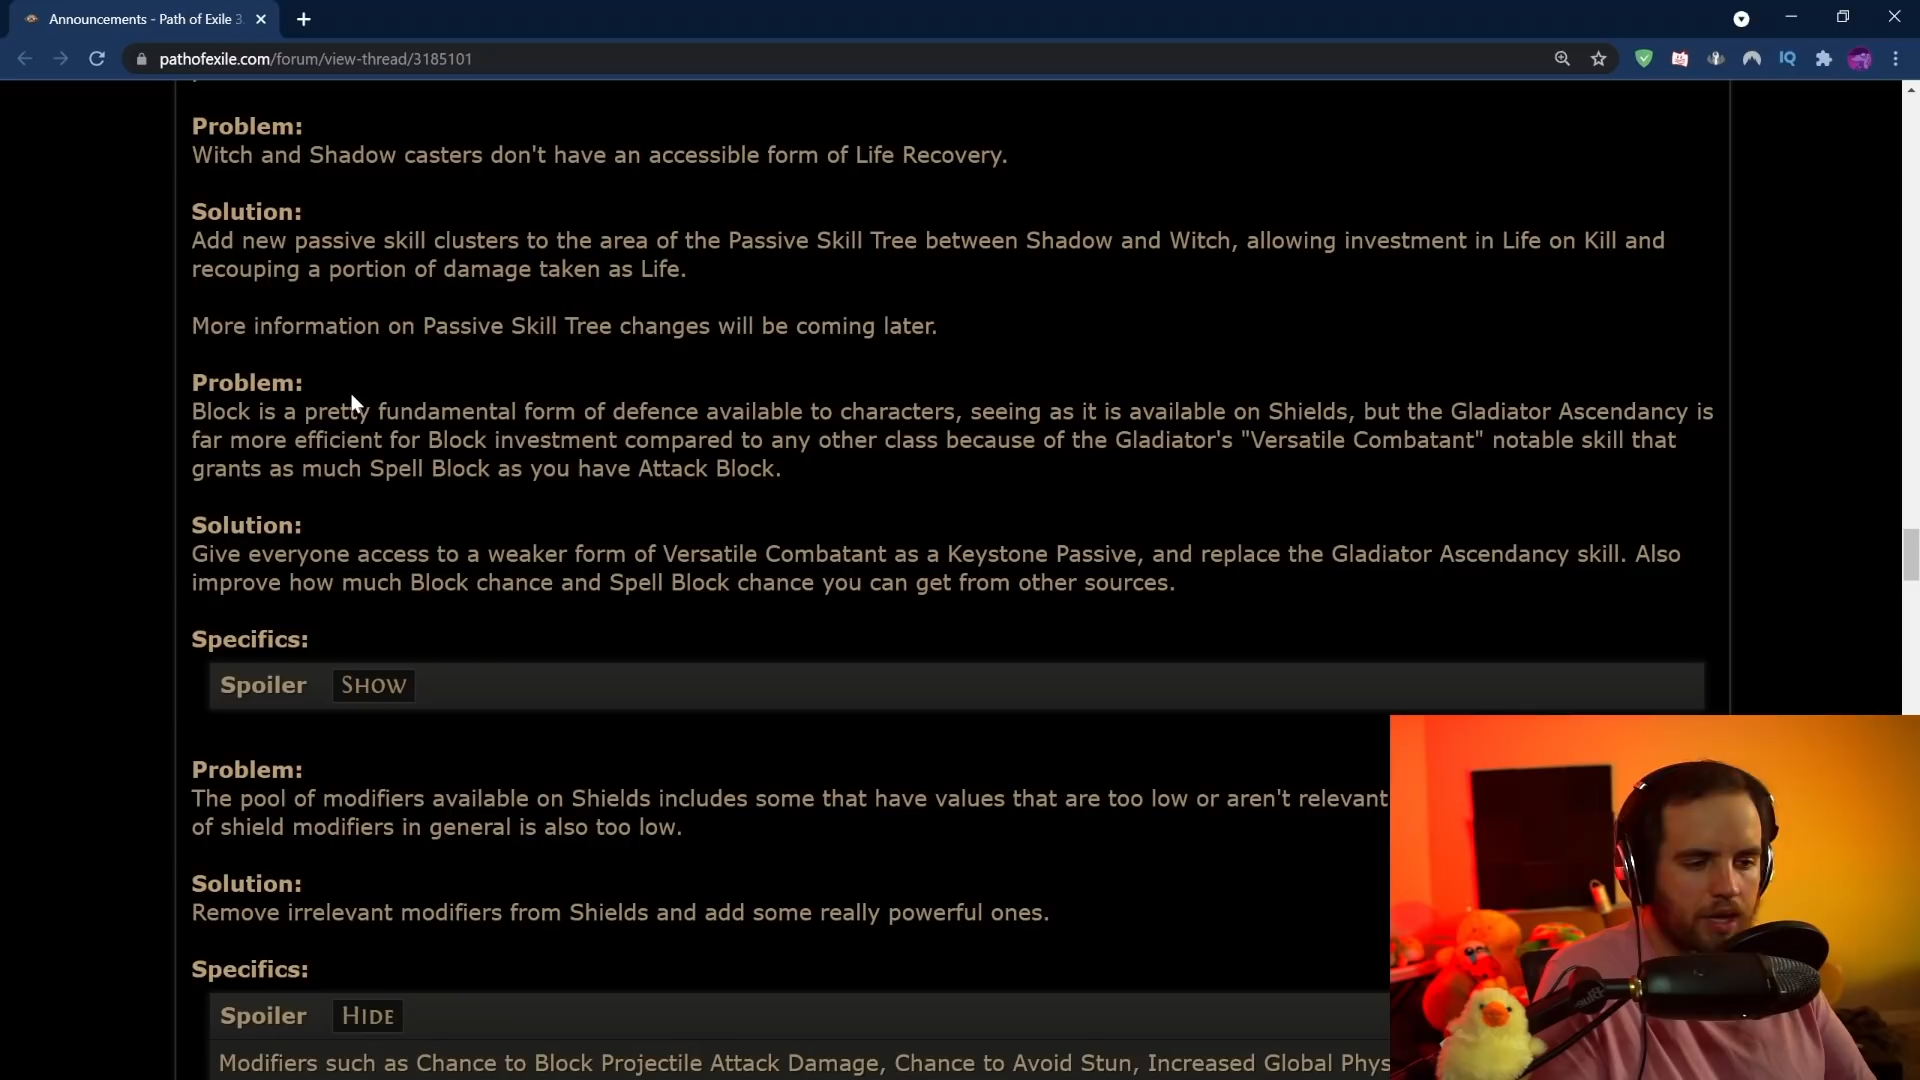 Announcements - Path of Exile 3
pathofexile.com/forum/view-thread/3185101
IQ
Problem:
Witch and Shadow casters don't have an accessible form of Life Recovery.
Solution:
Add new passive skill clusters to the area of the Passive Skill Tree between Shadow and Witch, allowing investment in Life on Kill and
recouping a portion of damage taken as Life.
More information on Passive Skill Tree changes will be coming later.
Problem:
Block is a pretty fundamental form of defence available to characters, seeing as it is available on Shields, but the Gladiator Ascendancy is
far more efficient for Block investment compared to any other class because of the Gladiator's "Versatile Combatant" notable skill that
grants as much Spell Block as you have Attack Block.
Solution:
Give everyone access to a weaker form of Versatile Combatant as a Keystone Passive, and replace the Gladiator Ascendancy skill. Also
improve how much Block chance and Spell Block chance you can get from other sources.
Specifics:
Spoiler SHOW
Problem:
The pool of modifiers available on Shields includes some that have values that are too low or aren't relevant
of shield modifiers in general is also too low.
Solution:
Remove irrelevant modifiers from Shields and add some really powerful ones.
Specifics:
Spoiler HIDE
Modifiers such as Chance to Block Projectile Attack Damage, Chance to Avoid Stun, Increased Global Phys